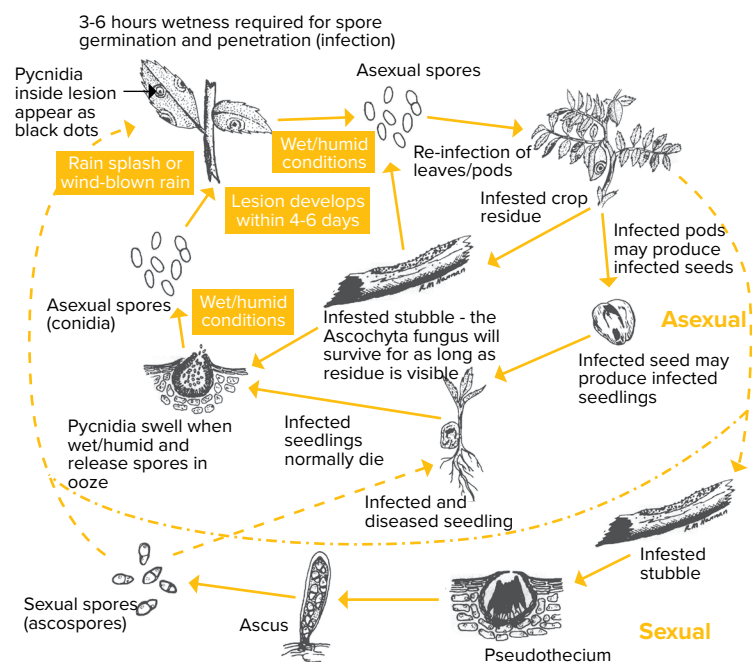 3-6 hours wetness required for spore
germination and penetration (infection)
Pycnidia
inside lesion
appear as
black dots
Asexual spores
Rain splash or
wind-blown rain
Wet/humid
conditions
Re-infection of
leaves/pods
Lesion develops
within 4-6 days
Infested crop
residue
Infected pods
may produce
infected seeds
Asexual spores
(conidia)
Wet/humid
conditions
Infested stubble - the
Ascochyta fungus will
survive for as long as
residue is visible
Asexual
Infected seed may
produce infected
seedlings
Pycnidia swell when
wet/humid and
release spores in
ooze
Infected
seedlings
normally die
Infected and
diseased seedling
Infested
stubble
Sexual spores
(ascospores)
Ascus
Pseudothecium
Sexual